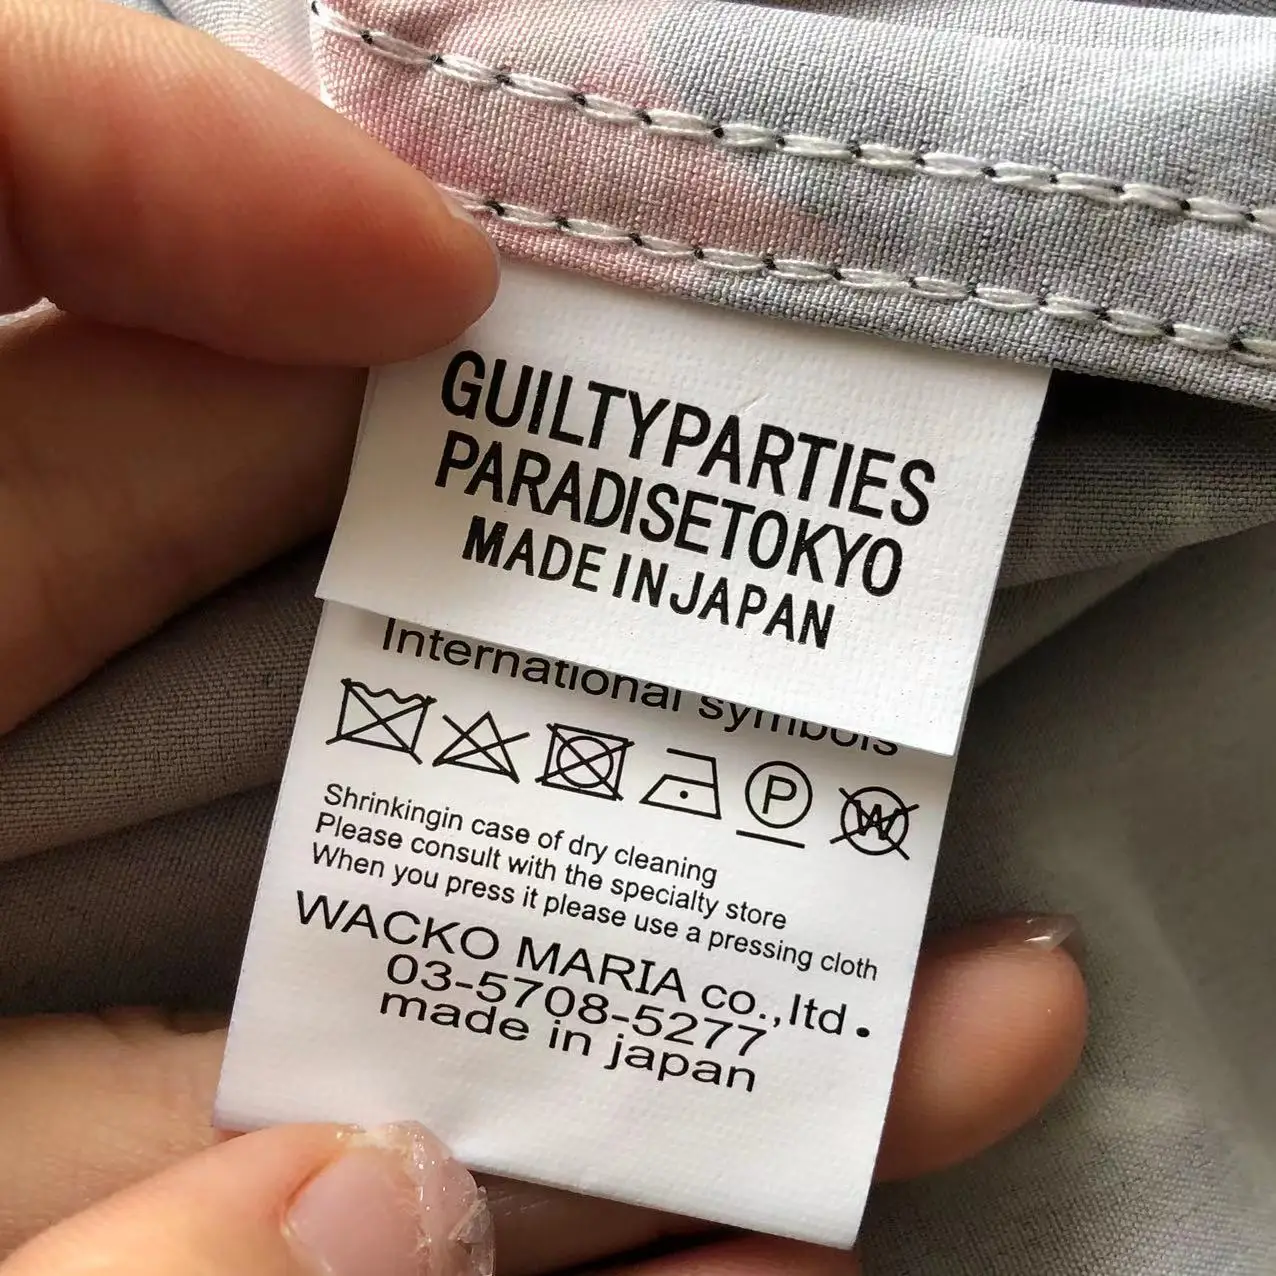 GUILTYPARTIES
PARADISETOKYO
MADE IN JAPAN
International symbols
P W
Shrinkingin case of dry cleaning
Please consult with the specialty store
When you press it please use a pressing cloth
WACKO MARIA co.,ltd.
03-5708-5277
made in japan